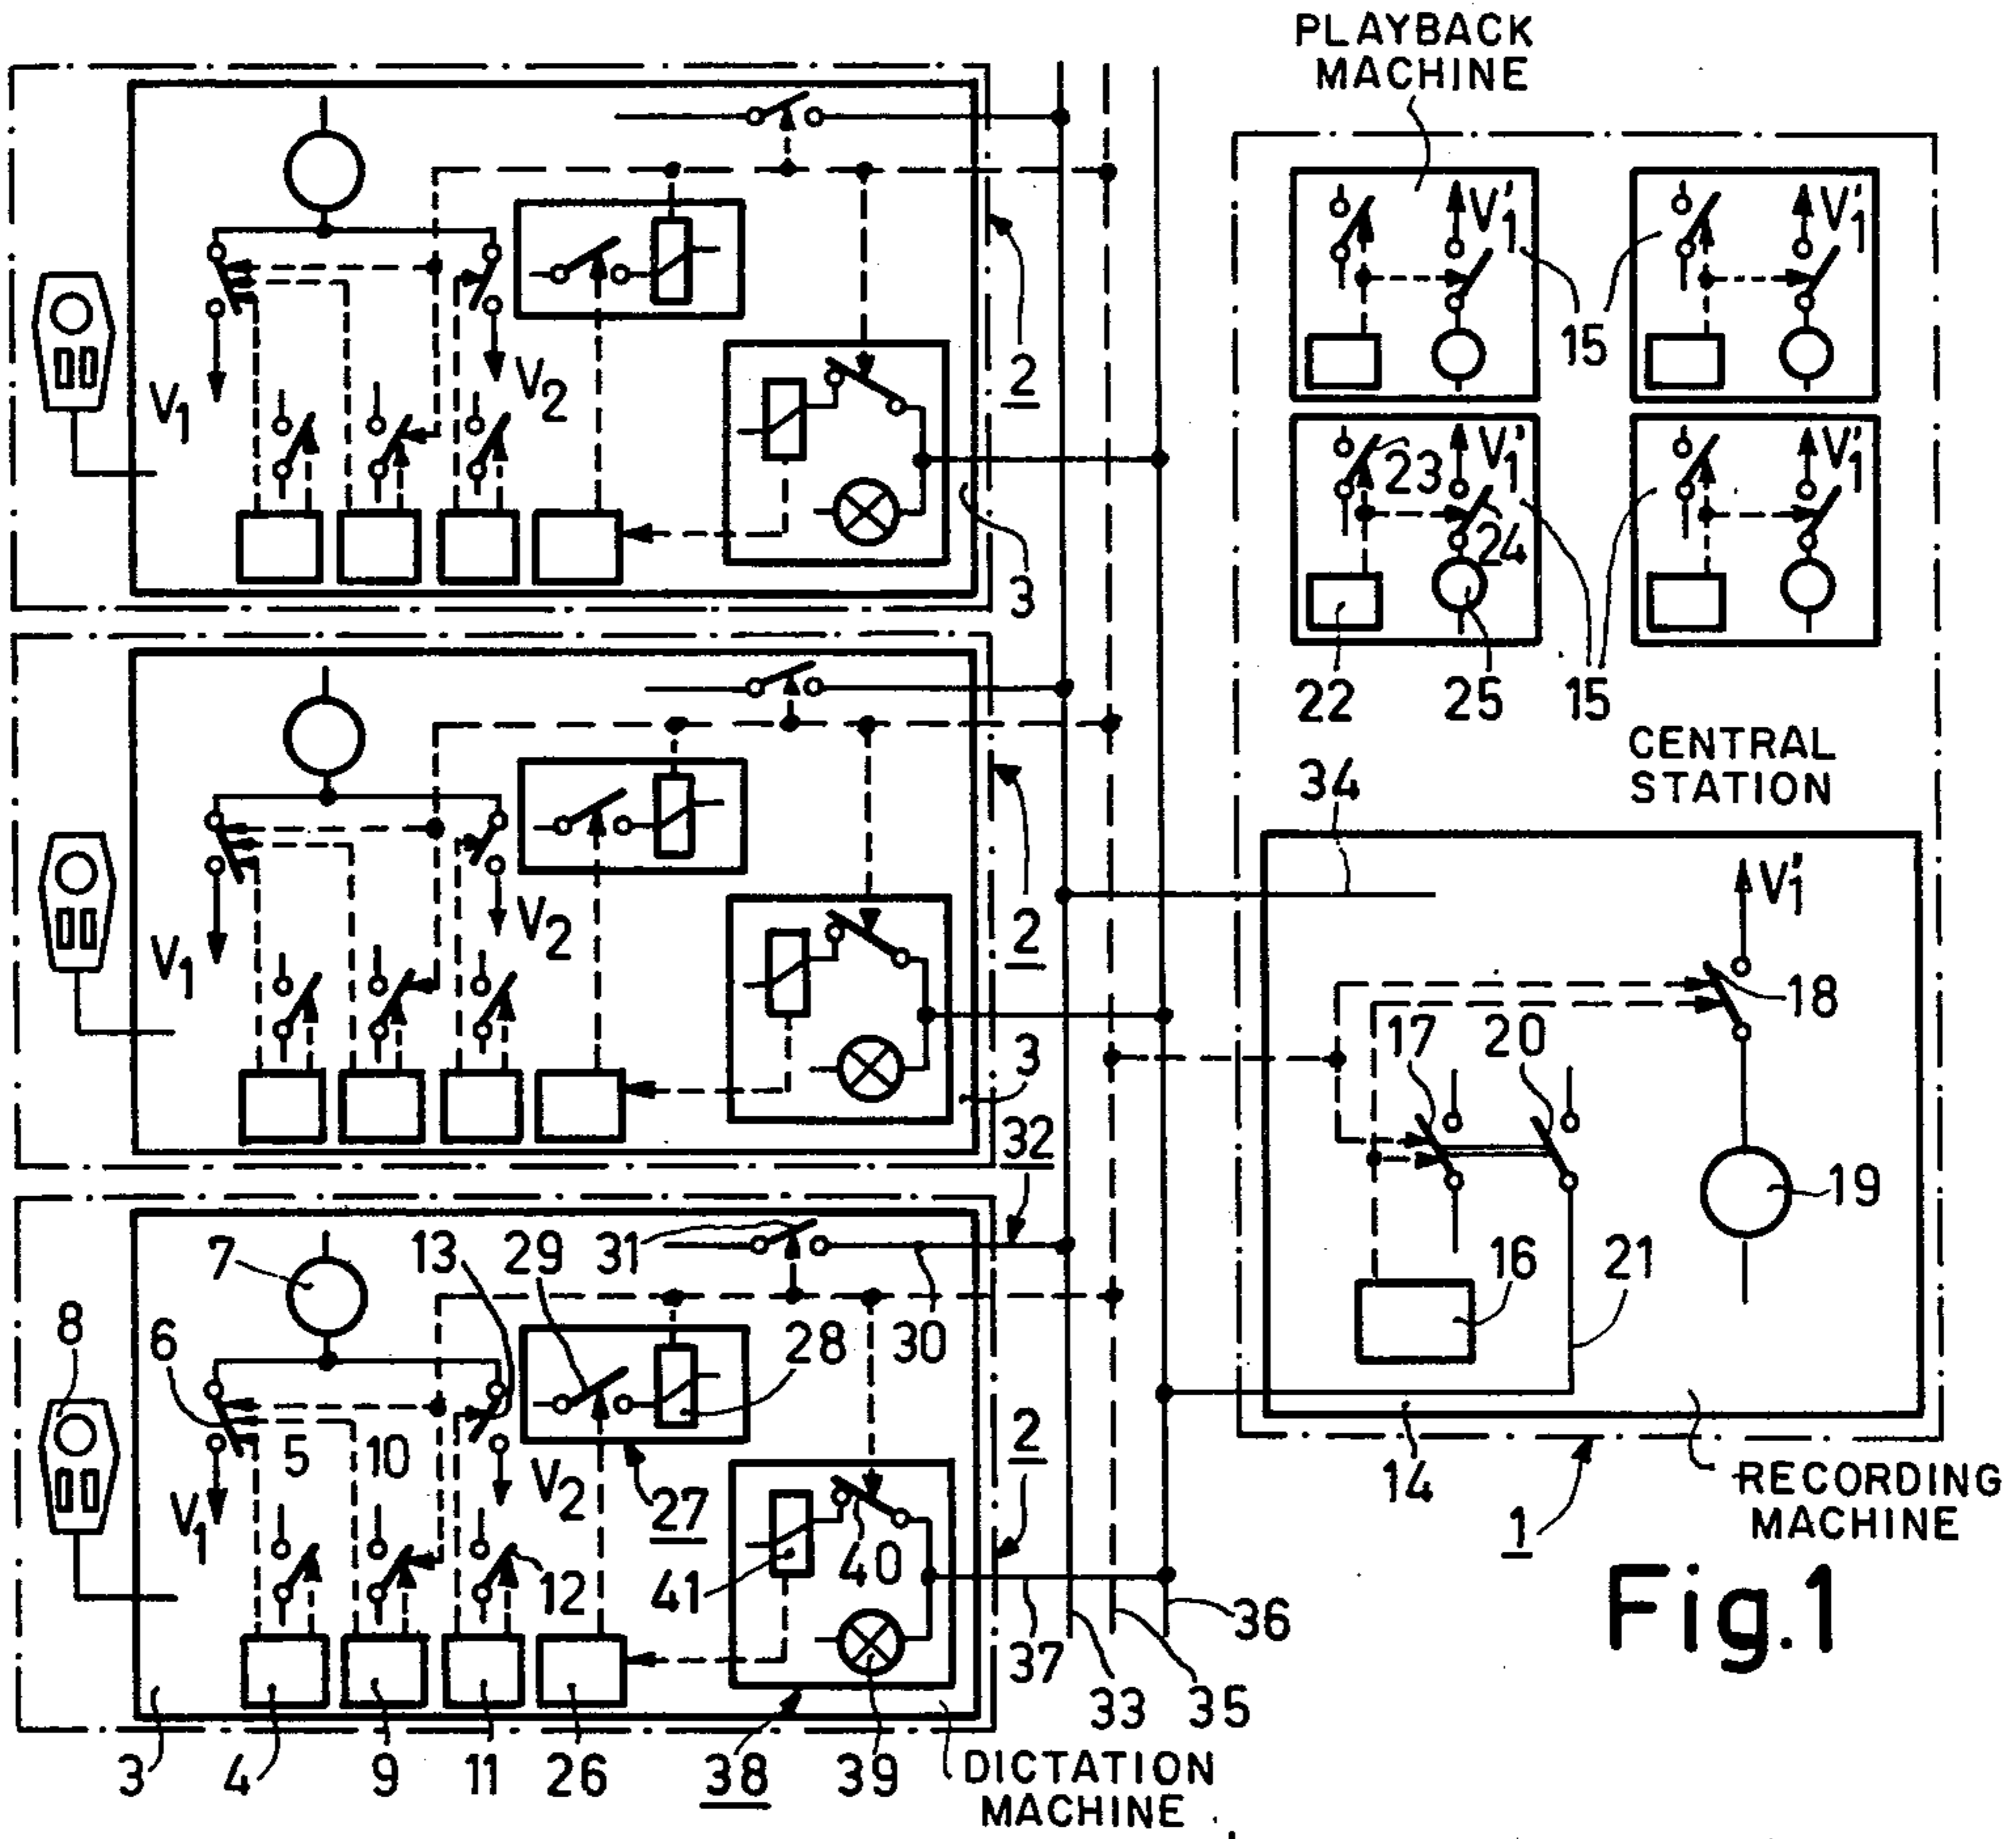 PLAYBACK
MACHINE
V₁ V₂ 2 3
V'₁ V'₁ 15
23 V'₁ 24 V'₁
22 25 15
CENTRAL
STATION
V₁ V₂ 2 3
34
V'₁
17 20 18
16 21 19
14
RECORDING
MACHINE
1
32
7 13 29 31
8 6 5 10 28 30
V₁ V₂ 27 2
12 41 40
37 36
33 35
3 4 9 11 26 38 39
DICTATION
MACHINE
Fig.1